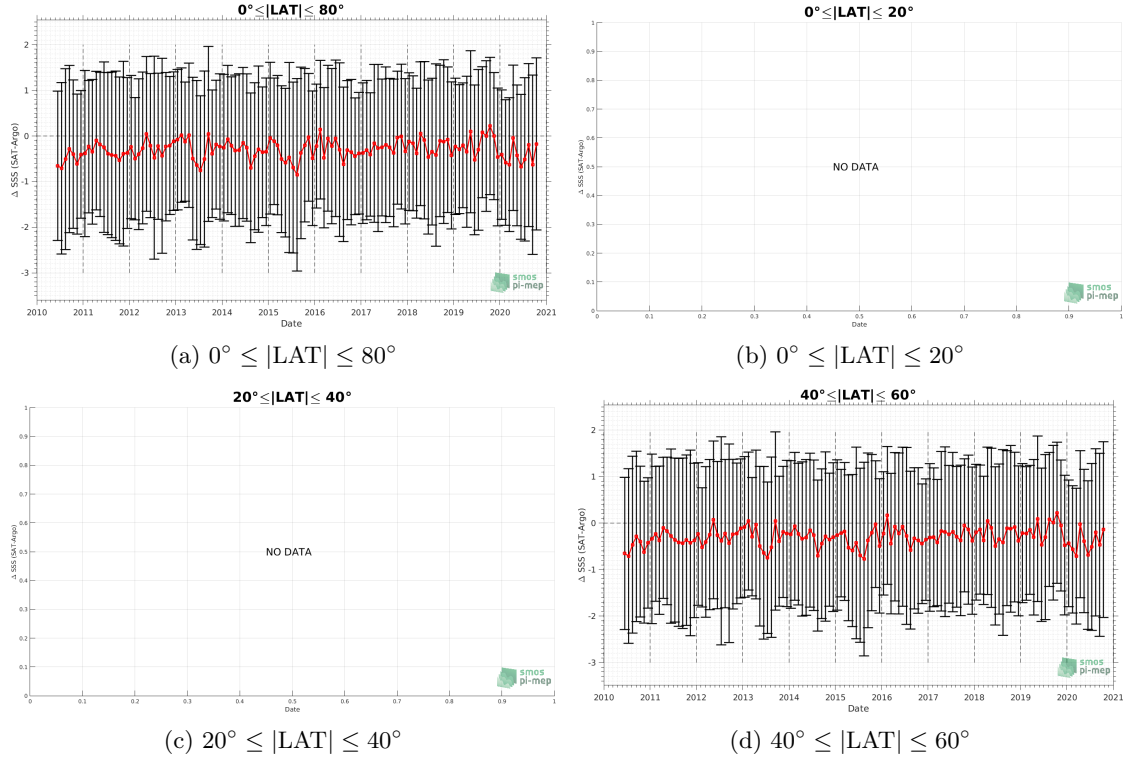 0°≤|LAT|≤ 80°
2
1
0
-1
-2
-3
Δ SSS (SAT-Argo)
2010 2011 2012 2013 2014 2015 2016 2017 2018 2019 2020 2021
Date
smos
pi-mep
(a) 0° ≤ |LAT| ≤ 80°
0°≤|LAT|≤ 20°
1
0.9
0.8
0.7
0.6
0.5
0.4
0.3
0.2
0.1
0
Δ SSS (SAT-Argo)
NO DATA
0 0.1 0.2 0.3 0.4 0.5 0.6 0.7 0.8 0.9 1
Date
smos
pi-mep
(b) 0° ≤ |LAT| ≤ 20°
20°≤|LAT|≤ 40°
1
0.9
0.8
0.7
0.6
0.5
0.4
0.3
0.2
0.1
0
Δ SSS (SAT-Argo)
NO DATA
0 0.1 0.2 0.3 0.4 0.5 0.6 0.7 0.8 0.9 1
Date
smos
pi-mep
(c) 20° ≤ |LAT| ≤ 40°
40°≤|LAT|≤ 60°
2
1
0
-1
-2
-3
Δ SSS (SAT-Argo)
2010 2011 2012 2013 2014 2015 2016 2017 2018 2019 2020 2021
Date
smos
pi-mep
(d) 40° ≤ |LAT| ≤ 60°